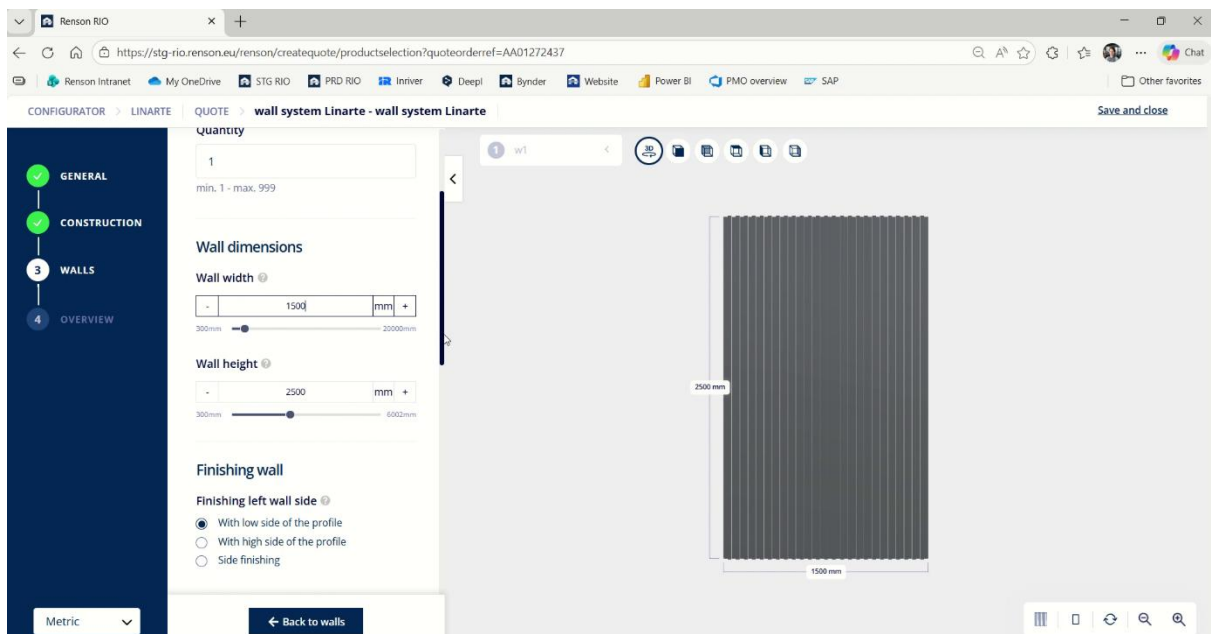 Renson RIO
https://stg-rio.renson.eu/renson/createquote/productselection?quoteorderref=AA01272437
Chat
Renson Intranet My OneDrive STG RIO PRD RIO Inriver Deepl Bynder Website Power BI PMO overview SAP Other favorites
CONFIGURATOR > LINARTE QUOTE > wall system Linarte - wall system Linarte Save and close
GENERAL
CONSTRUCTION
3 WALLS
4 OVERVIEW
Metric
Quantity
1
min. 1 - max. 999
Wall dimensions
Wall width
- 1500 mm +
300mm 20000mm
Wall height
- 2500 mm +
300mm 6002mm
Finishing wall
Finishing left wall side
With low side of the profile
With high side of the profile
Side finishing
← Back to walls
1 w1
3D
2500 mm
1500 mm